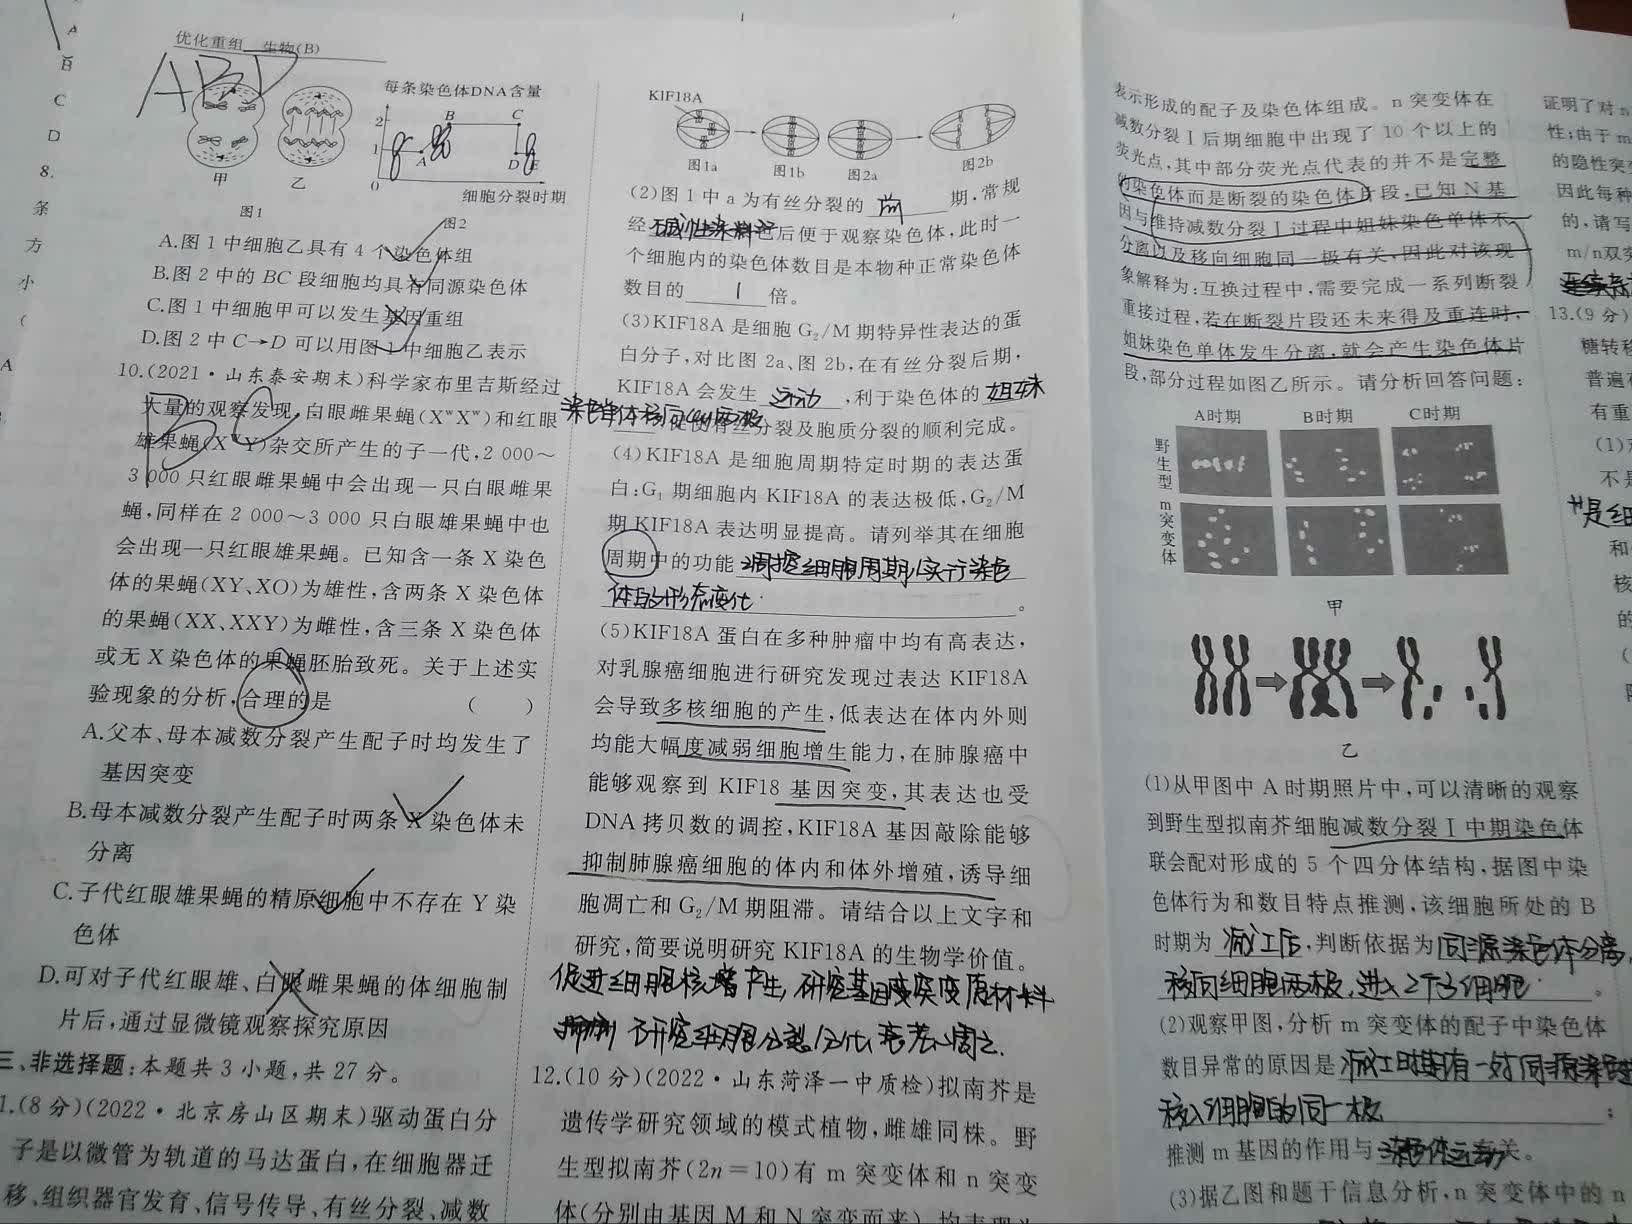 优化重组 生物(B)
ABD
每条染色体DNA含量
2
1
0
B
C
A
D
E
细胞分裂时期
甲
乙
图1
图2
A.图1中细胞乙具有4个染色体组
B.图2中的BC段细胞均具有同源染色体
C.图1中细胞甲可以发生基因重组
D.图2中C→D可以用图1中细胞乙表示
10.(2021·山东泰安期末)科学家布里吉斯经过
大量的观察发现,白眼雌果蝇(XʷXʷ)和红眼
雄果蝇(XᵂY)杂交所产生的子一代,2 000～
3 000只红眼雌果蝇中会出现一只白眼雌果
蝇,同样在2 000～3 000只白眼雄果蝇中也
会出现一只红眼雄果蝇。已知含一条X染色
体的果蝇(XY、XO)为雄性,含两条X染色体
的果蝇(XX、XXY)为雌性,含三条X染色体
或无X染色体的果蝇胚胎致死。关于上述实
验现象的分析,合理的是 ( )
BC
A.父本、母本减数分裂产生配子时均发生了
基因突变
B.母本减数分裂产生配子时两条X染色体未
分离
C.子代红眼雄果蝇的精原细胞中不存在Y染
色体
D.可对子代红眼雄、白眼雌果蝇的体细胞制
片后,通过显微镜观察探究原因
三、非选择题:本题共3小题,共27分。
1.(8分)(2022·北京房山区期末)驱动蛋白分
子是以微管为轨道的马达蛋白,在细胞器迁
移、组织器官发育、信号传导、有丝分裂、减数
KIF18A
图1a
图1b
图2a
图2b
(2)图1中a为有丝分裂的 前 期,常规
经 碱性染料 色后便于观察染色体,此时一
个细胞内的染色体数目是本物种正常染色体
数目的 1 倍。
(3)KIF18A是细胞G₂/M期特异性表达的蛋
白分子,对比图2a、图2b,在有丝分裂后期,
KIF18A会发生 运动 ,利于染色体的 姐妹
染色单体移向细胞两极
分裂及胞质分裂的顺利完成。
(4)KIF18A是细胞周期特定时期的表达蛋
白:G₁期细胞内KIF18A的表达极低,G₂/M
期KIF18A表达明显提高。请列举其在细胞
周期中的功能 调控细胞周期,实行染色
体的形态变化 。
(5)KIF18A蛋白在多种肿瘤中均有高表达,
对乳腺癌细胞进行研究发现过表达KIF18A
会导致多核细胞的产生,低表达在体内外则
均能大幅度减弱细胞增生能力,在肺腺癌中
能够观察到KIF18基因突变,其表达也受
DNA拷贝数的调控,KIF18A基因敲除能够
抑制肺腺癌细胞的体内和体外增殖,诱导细
胞凋亡和G₂/M期阻滞。请结合以上文字和
研究,简要说明研究KIF18A的生物学价值。
促进细胞核增产生,研究基因突变原材料
研究细胞分裂,分化,衰老,凋亡.
12.(10分)(2022·山东菏泽一中质检)拟南芥是
遗传学研究领域的模式植物,雌雄同株。野
生型拟南芥(2n=10)有m突变体和n突变
体(分别由基因M和N突变而来),均表现为
表示形成的配子及染色体组成。n突变体在
减数分裂Ⅰ后期细胞中出现了10个以上的
荧光点,其中部分荧光点代表的并不是完整
的染色体而是断裂的染色体片段,已知N基
因与维持减数分裂Ⅰ过程中姐妹染色单体不
分离以及移向细胞同一极有关,因此对该现
象解释为:互换过程中,需要完成一系列断裂
重接过程,若在断裂片段还未来得及重连时,
姐妹染色单体发生分离,就会产生染色体片
段,部分过程如图乙所示。请分析回答问题:
A时期
B时期
C时期
野生型
m突变体
甲
乙
(1)从甲图中A时期照片中,可以清晰的观察
到野生型拟南芥细胞减数分裂Ⅰ中期染色体
联会配对形成的5个四分体结构,据图中染
色体行为和数目特点推测,该细胞所处的B
时期为 减Ⅰ后 ,判断依据为 同源染色体分离,
移向细胞两极,进入2个子细胞 。
(2)观察甲图,分析m突变体的配子中染色体
数目异常的原因是 减Ⅰ时期有一对同源染色体
移入细胞的同一极 ;
推测m基因的作用与 染色体运动 有关。
(3)据乙图和题干信息分析,n突变体中的n
A
B
C
D
8.
条
方
小
(
A
证明了对n
性;由于m
的隐性突
因此每种
的,请写
m/n双突
13.(9分)
糖转移
普遍
有重
(1)
不是
是细
和
核
的